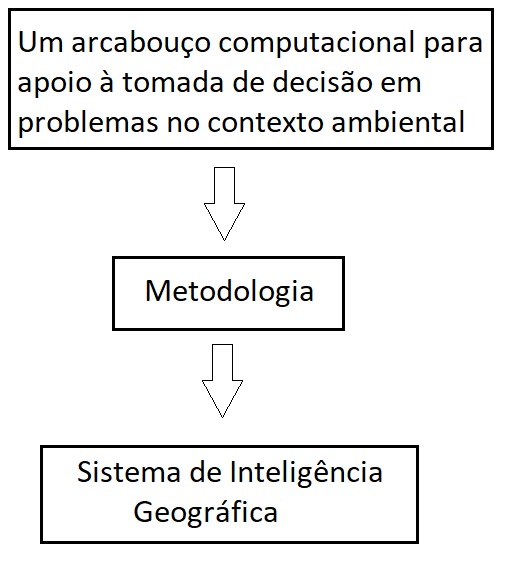 Um arcabouço computacional para
apoio à tomada de decisão em
problemas no contexto ambiental
Metodologia
Sistema de Inteligência
Geográfica